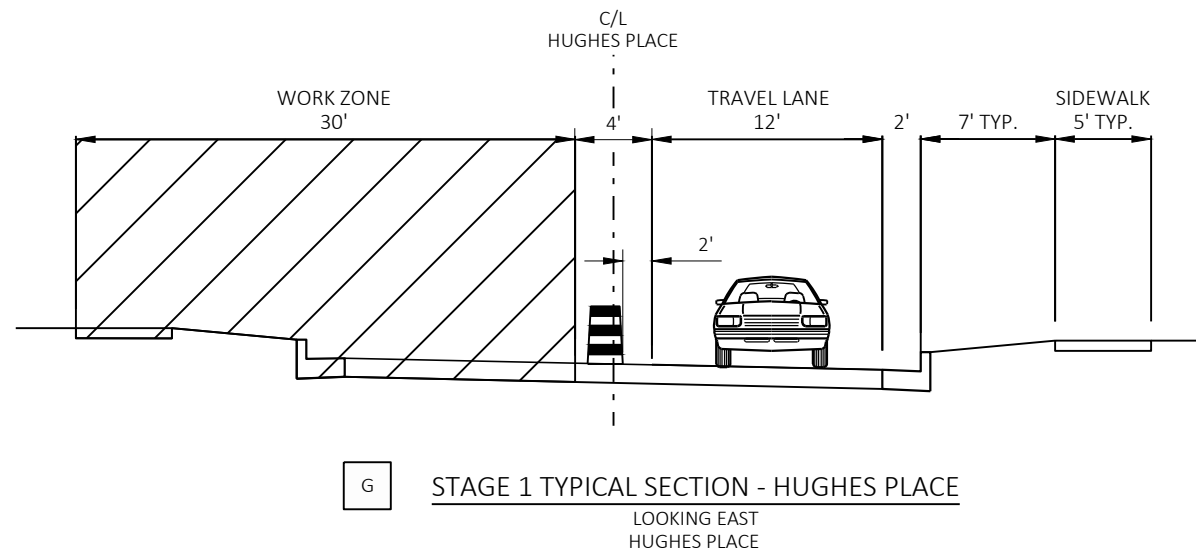 C/L
HUGHES PLACE
WORK ZONE
30'
4'
TRAVEL LANE
12'
2'
7' TYP.
SIDEWALK
5' TYP.
2'
G
STAGE 1 TYPICAL SECTION - HUGHES PLACE
LOOKING EAST
HUGHES PLACE